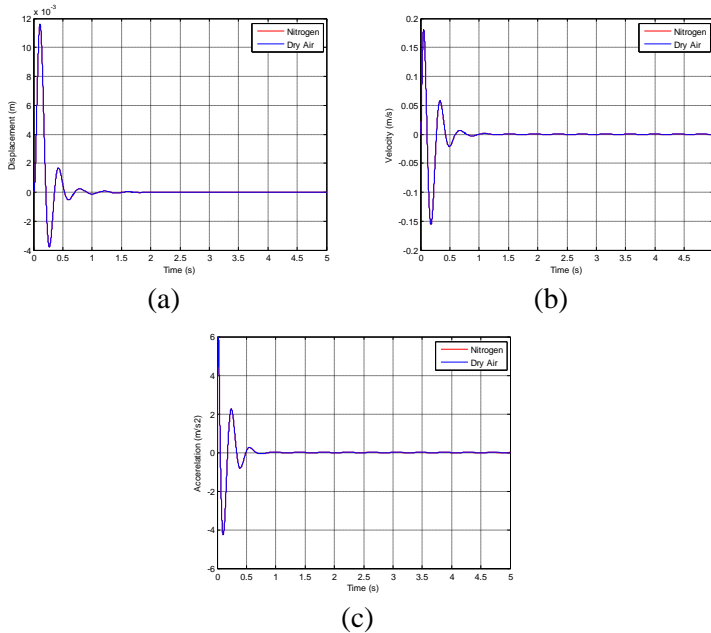 x 10⁻³
12
10
8
6
4
2
0
-2
-4
Displacement (m)
0 0.5 1 1.5 2 2.5 3 3.5 4 4.5 5
Time (s)
Nitrogen
Dry Air
(a)
0.2
0.15
0.1
0.05
0
-0.05
-0.1
-0.15
-0.2
Velocity (m/s)
0 0.5 1 1.5 2 2.5 3 3.5 4 4.5
Time (s)
Nitrogen
Dry Air
(b)
6
4
2
0
-2
-4
-6
Accerelation (m/s2)
0 0.5 1 1.5 2 2.5 3 3.5 4 4.5 5
Time (s)
Nitrogen
Dry Air
(c)